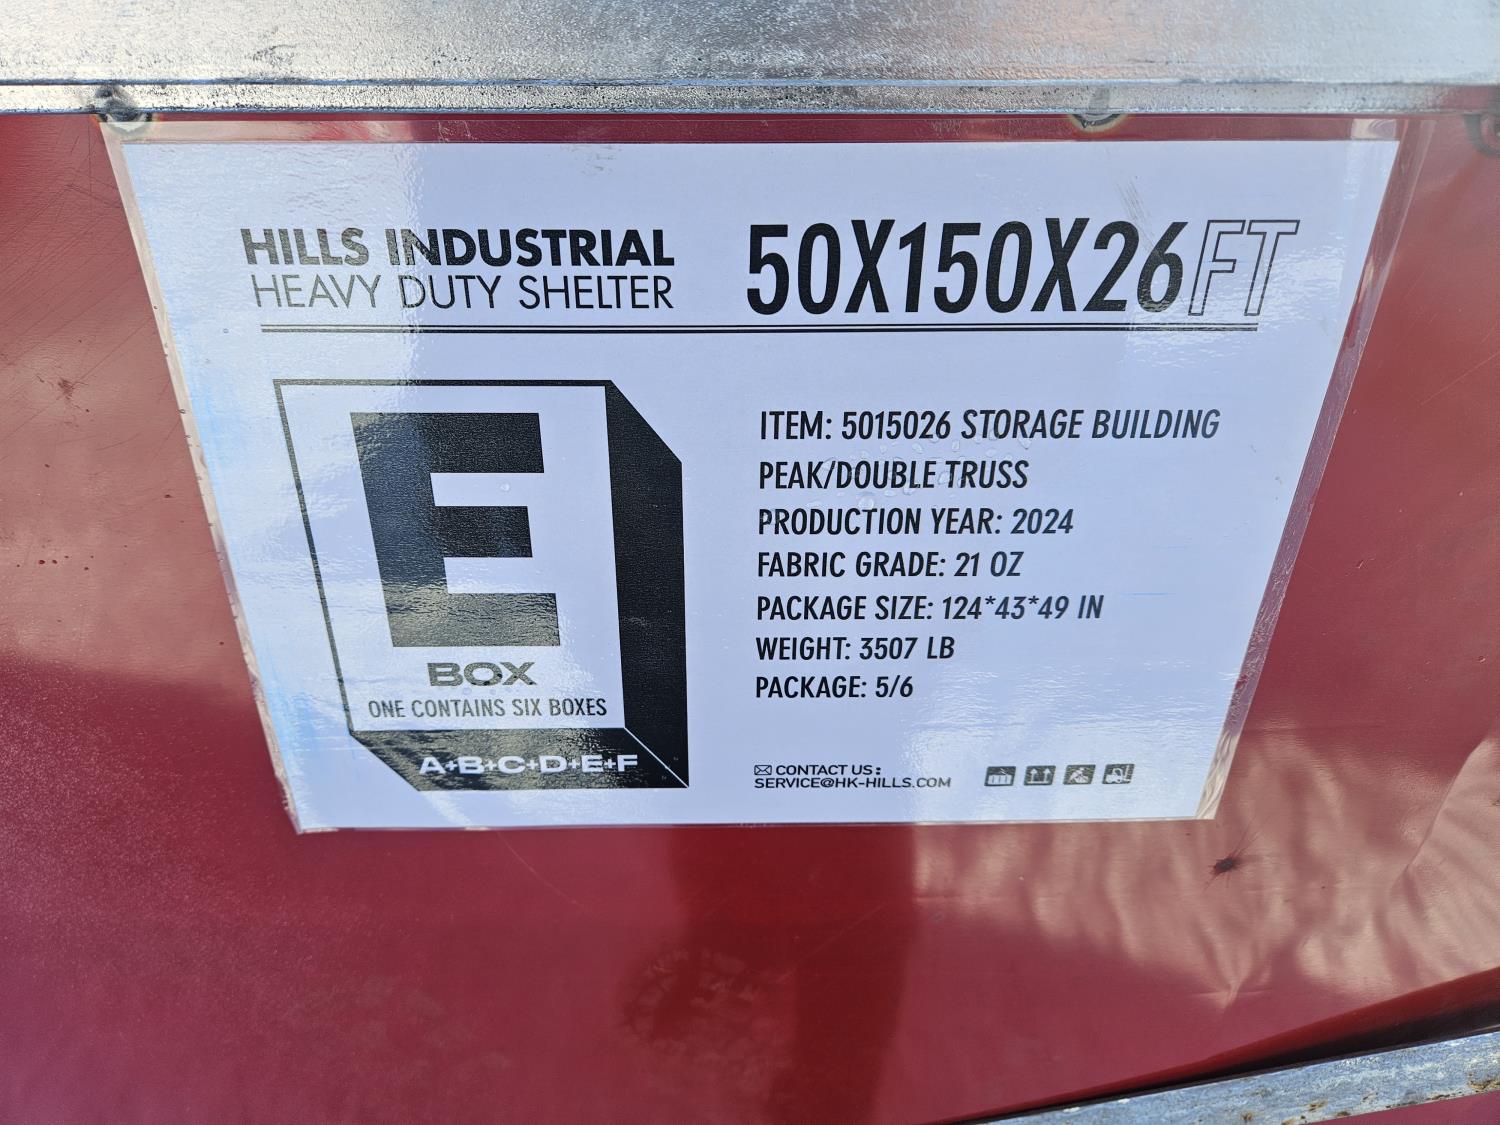 HILLS INDUSTRIAL
HEAVY DUTY SHELTER
50X150X26FT
E
BOX
ONE CONTAINS SIX BOXES
A+B+C+D+E+F
ITEM: 5015026 STORAGE BUILDING
PEAK/DOUBLE TRUSS
PRODUCTION YEAR: 2024
FABRIC GRADE: 21 OZ
PACKAGE SIZE: 124*43*49 IN
WEIGHT: 3507 LB
PACKAGE: 5/6
CONTACT US:
SERVICE@HK-HILLS.COM